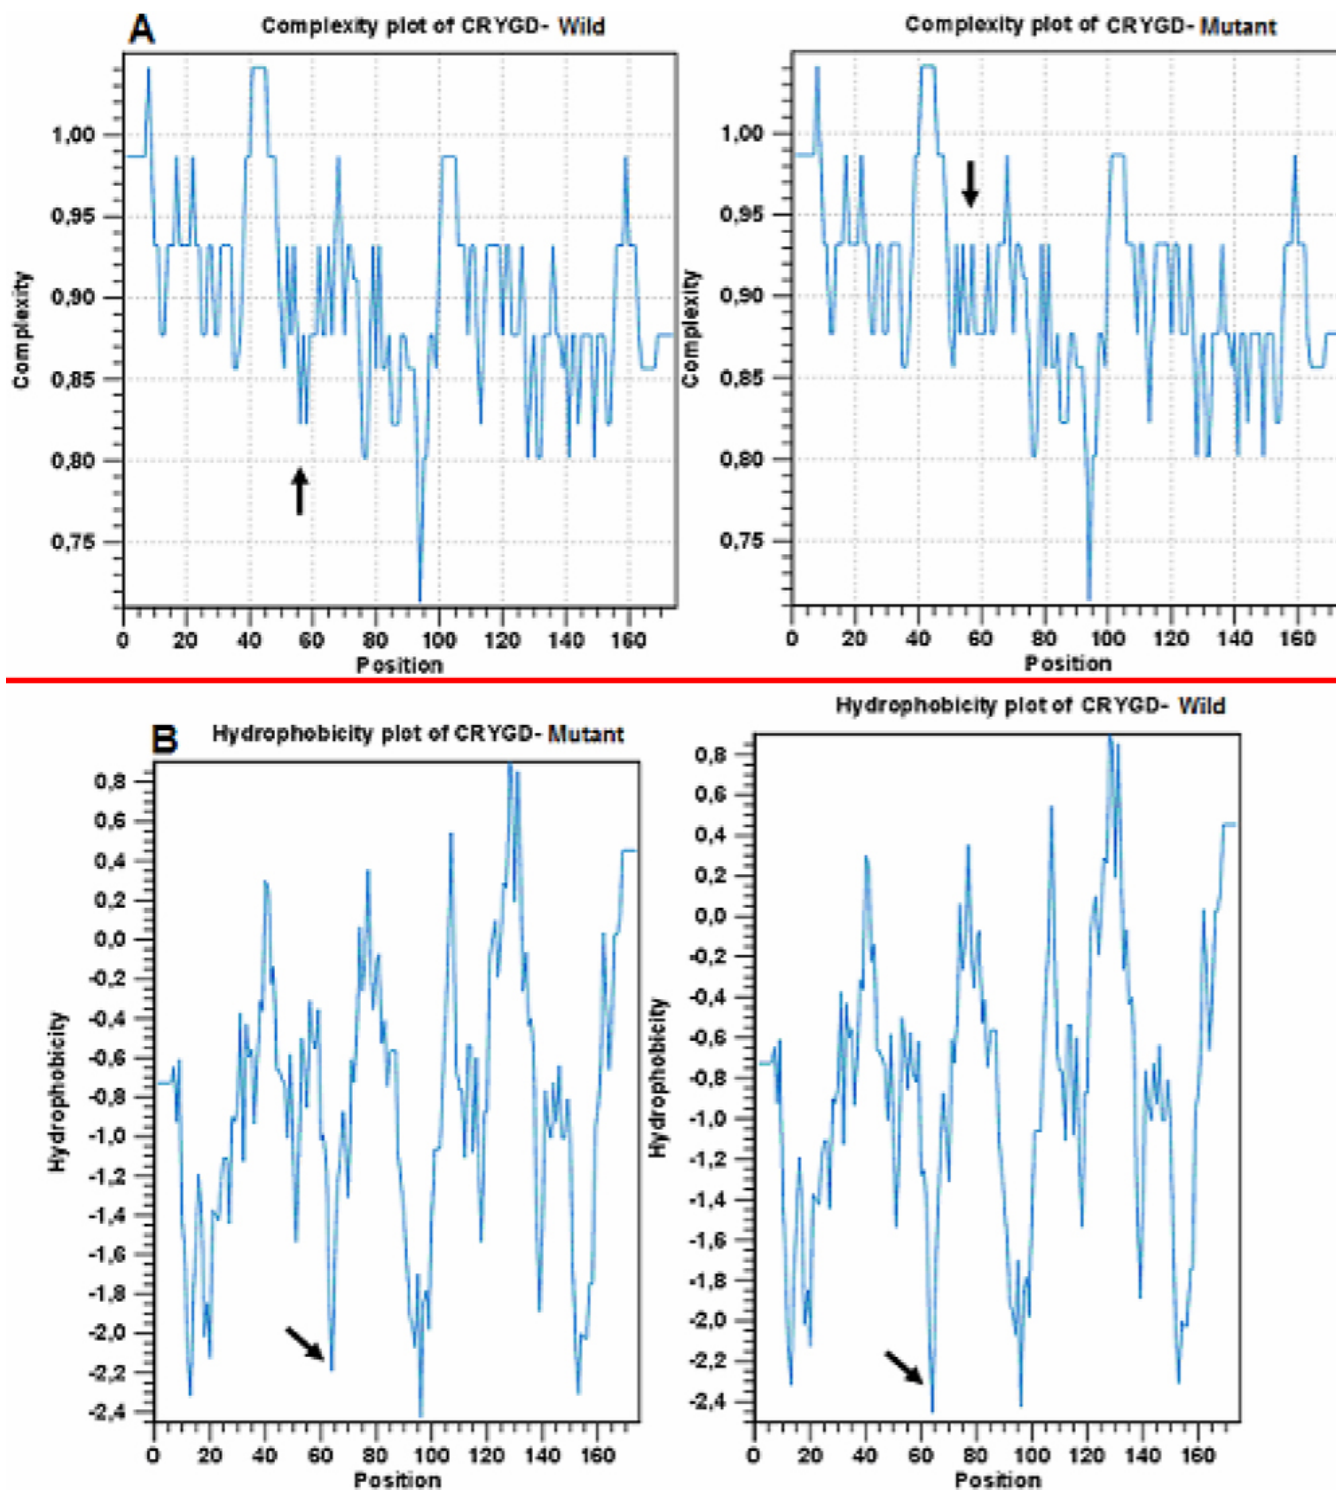 A
Complexity plot of CRYGD- Wild
Complexity plot of CRYGD- Mutant
Complexity
1,00
0,95
0,90
0,85
0,80
0,75
0 20 40 60 80 100 120 140 160
Position
Complexity
1,00
0,95
0,90
0,85
0,80
0,75
0 20 40 60 80 100 120 140 160
Position
B
Hydrophobicity plot of CRYGD- Mutant
Hydrophobicity plot of CRYGD- Wild
Hydrophobicity
0,8
0,6
0,4
0,2
0,0
-0,2
-0,4
-0,6
-0,8
-1,0
-1,2
-1,4
-1,6
-1,8
-2,0
-2,2
-2,4
0 20 40 60 80 100 120 140 160
Position
Hydrophobicity
0,8
0,6
0,4
0,2
0,0
-0,2
-0,4
-0,6
-0,8
-1,0
-1,2
-1,4
-1,6
-1,8
-2,0
-2,2
-2,4
0 20 40 60 80 100 120 140 160
Position